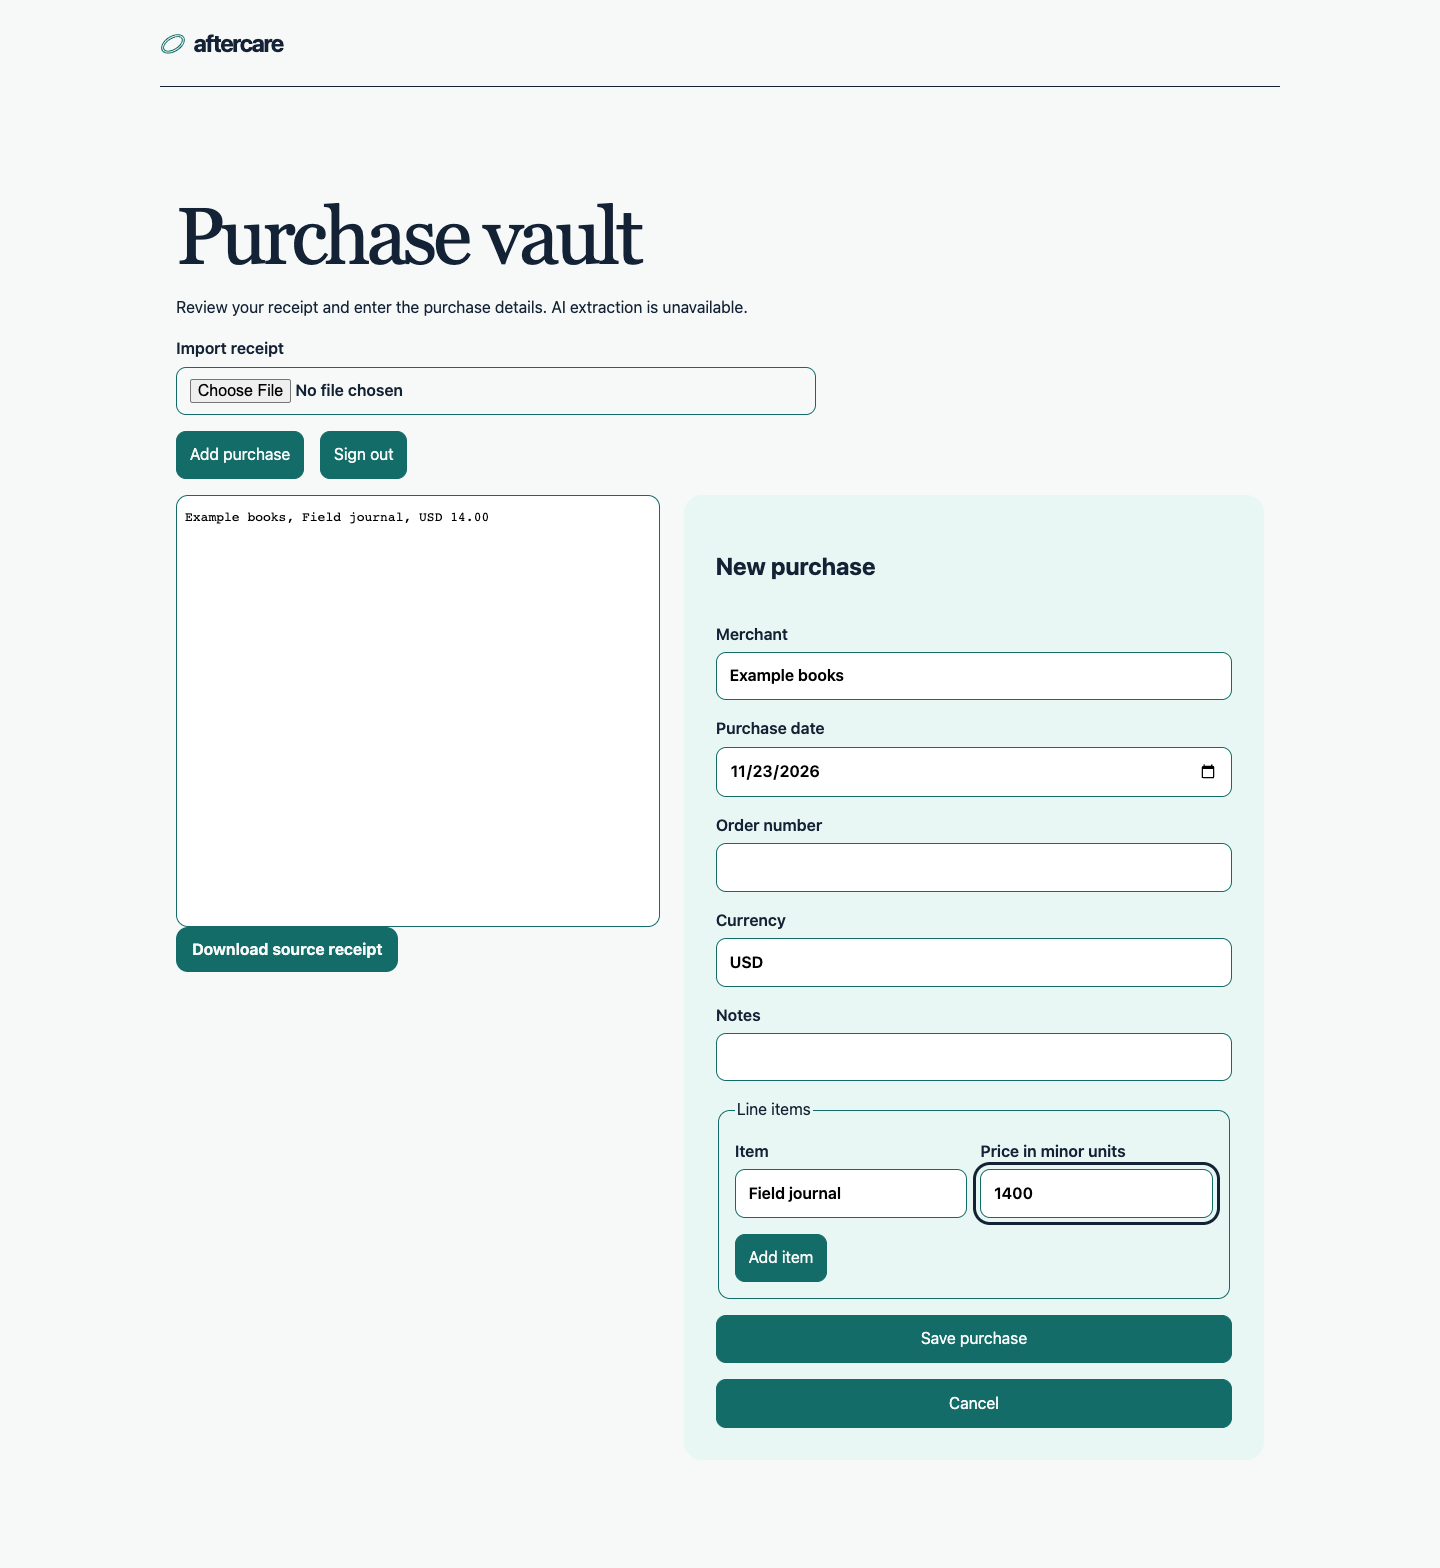 aftercare
Purchase vault
Review your receipt and enter the purchase details. AI extraction is unavailable.
Import receipt
Choose File No file chosen
Add purchase Sign out
Example books, Field journal, USD 14.00
Download source receipt
New purchase
Merchant
Example books
Purchase date
11/23/2026
Order number
Currency
USD
Notes
Line items
Item Price in minor units
Field journal 1400
Add item
Save purchase
Cancel